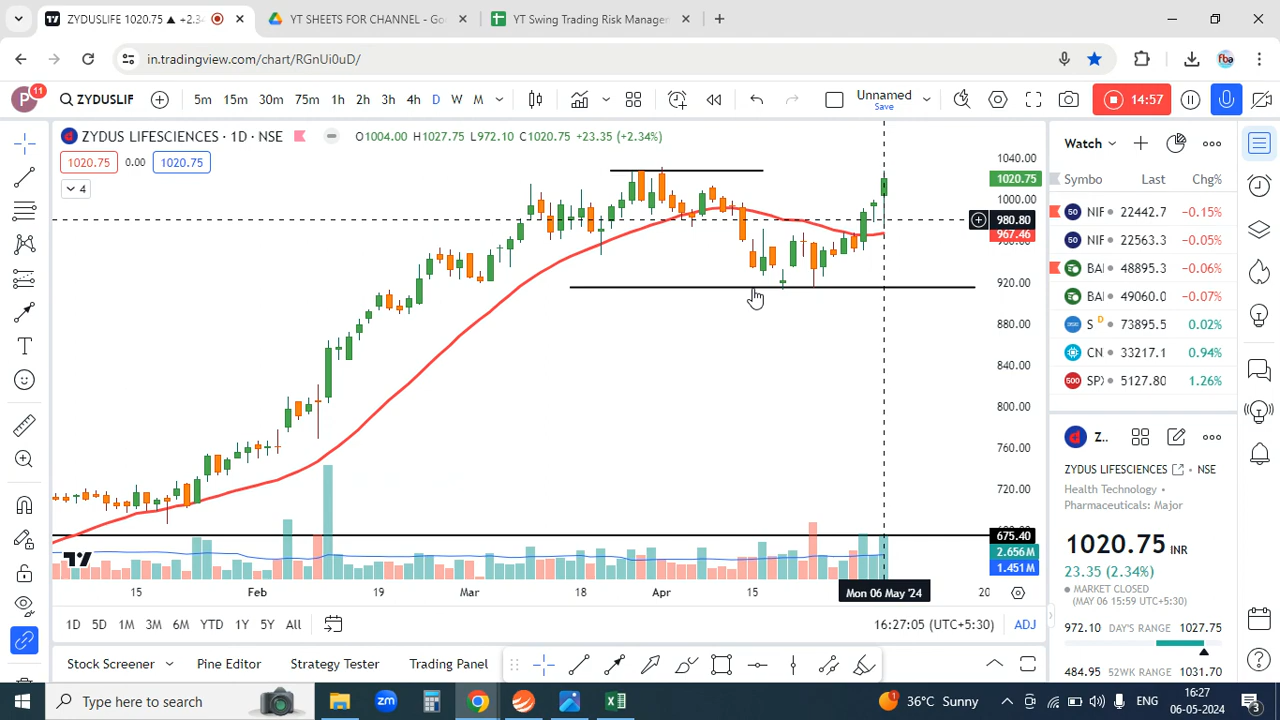 ZYDUSLIFE 1020.75 ▲ +2.3
YT SHEETS FOR CHANNEL - Go
YT Swing Trading Risk Manage
in.tradingview.com/chart/RGnUi0uD/
P 11
ZYDUSLIF 5m 15m 30m 75m 1h 2h 3h 4h D W M
Unnamed
Save
14:57
ZYDUS LIFESCIENCES · 1D · NSE O1004.00 H1027.75 L972.10 C1020.75 +23.35 (+2.34%)
1020.75 0.00 1020.75
4
1040.00
1020.75
1000.00
980.80
967.46
920.00
880.00
840.00
800.00
760.00
720.00
675.40
2.656M
1.451M
15 Feb 19 Mar 18 Apr 15 Mon 06 May '24 20
1D 5D 1M 3M 6M YTD 1Y 5Y All
16:27:05 (UTC+5:30) ADJ
Stock Screener Pine Editor Strategy Tester Trading Panel
Watch
Symbo Last Chg%
50 NIF 22442.7 −0.15%
50 NIF 22563.3 −0.05%
BAI 48895.3 −0.06%
BAI 49060.0 −0.07%
S D 73895.5 0.02%
CN 33217.1 0.94%
500 SPX 5127.80 1.26%
Z..
ZYDUS LIFESCIENCES NSE
Health Technology •
Pharmaceuticals: Major
1020.75 INR
23.35 (2.34%)
MARKET CLOSED
(MAY 06 15:59 UTC+5:30)
972.10 DAY'S RANGE 1027.75
484.95 52WK RANGE 1031.70
Type here to search
zm
1
36°C Sunny
ENG
16:27
06-05-2024
3